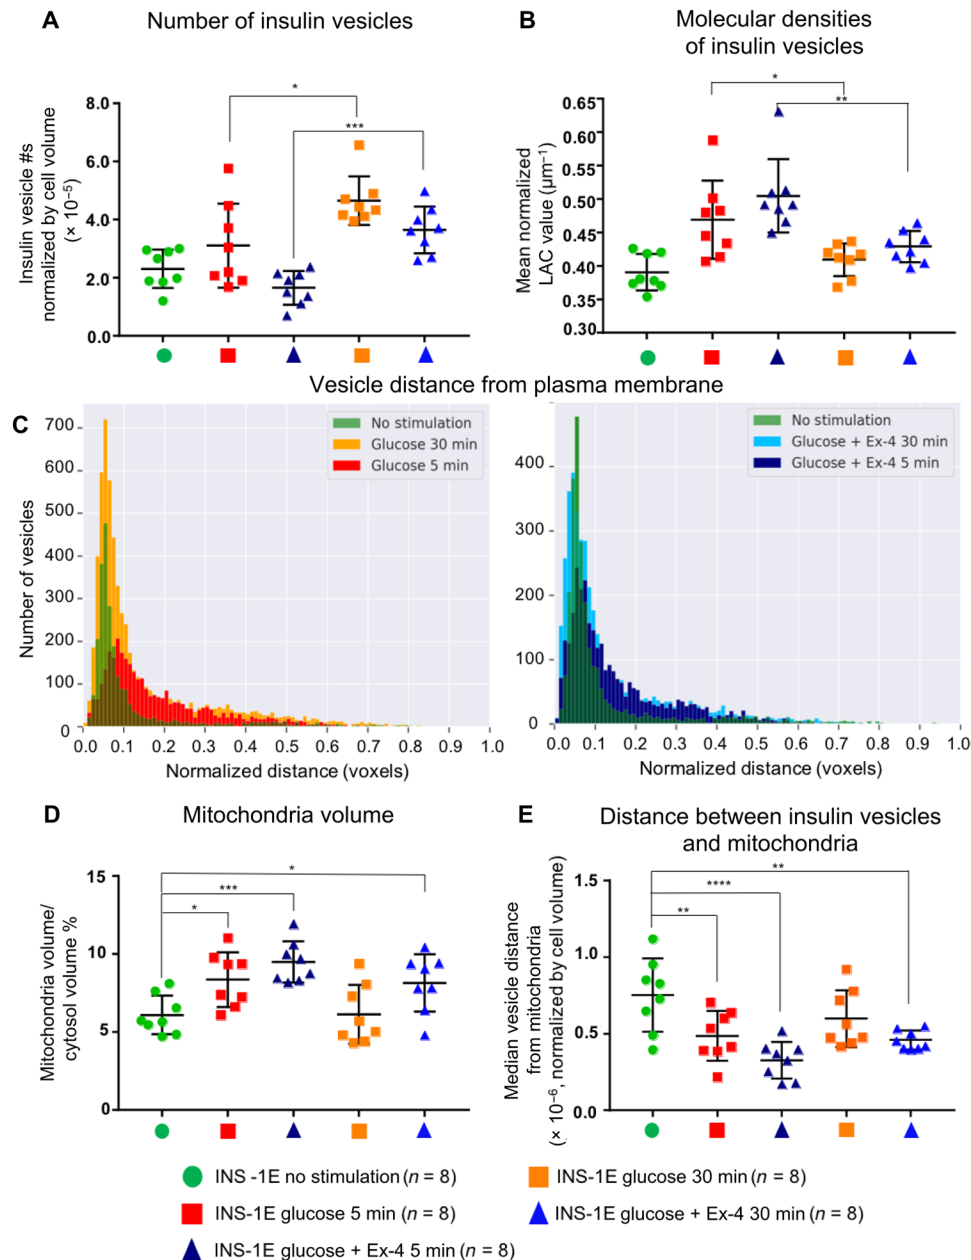 A
Number of insulin vesicles
Insulin vesicle #s
normalized by cell volume
(× 10⁻⁵)
8.0
6.0
4.0
2.0
0.0
*
***
B
Molecular densities
of insulin vesicles
Mean normalized
LAC value (μm⁻¹)
0.65
0.60
0.55
0.50
0.45
0.40
0.35
0.30
*
**
Vesicle distance from plasma membrane
C
Number of vesicles
700
600
500
400
300
200
100
0
No stimulation
Glucose 30 min
Glucose 5 min
0.0 0.1 0.2 0.3 0.4 0.5 0.6 0.7 0.8 0.9 1.0
Normalized distance (voxels)
400
300
200
100
0
No stimulation
Glucose + Ex-4 30 min
Glucose + Ex-4 5 min
0.0 0.1 0.2 0.3 0.4 0.5 0.6 0.7 0.8 0.9 1.0
Normalized distance (voxels)
D
Mitochondria volume
Mitochondria volume/
cytosol volume %
15
10
5
0
*
***
*
E
Distance between insulin vesicles
and mitochondria
Median vesicle distance
from mitochondria
(× 10⁻⁶, normalized by cell volume)
1.5
1.0
0.5
0.0
**
****
**
INS -1E no stimulation (n = 8)
INS-1E glucose 5 min (n = 8)
INS-1E glucose + Ex-4 5 min (n = 8)
INS-1E glucose 30 min (n = 8)
INS-1E glucose + Ex-4 30 min (n = 8)